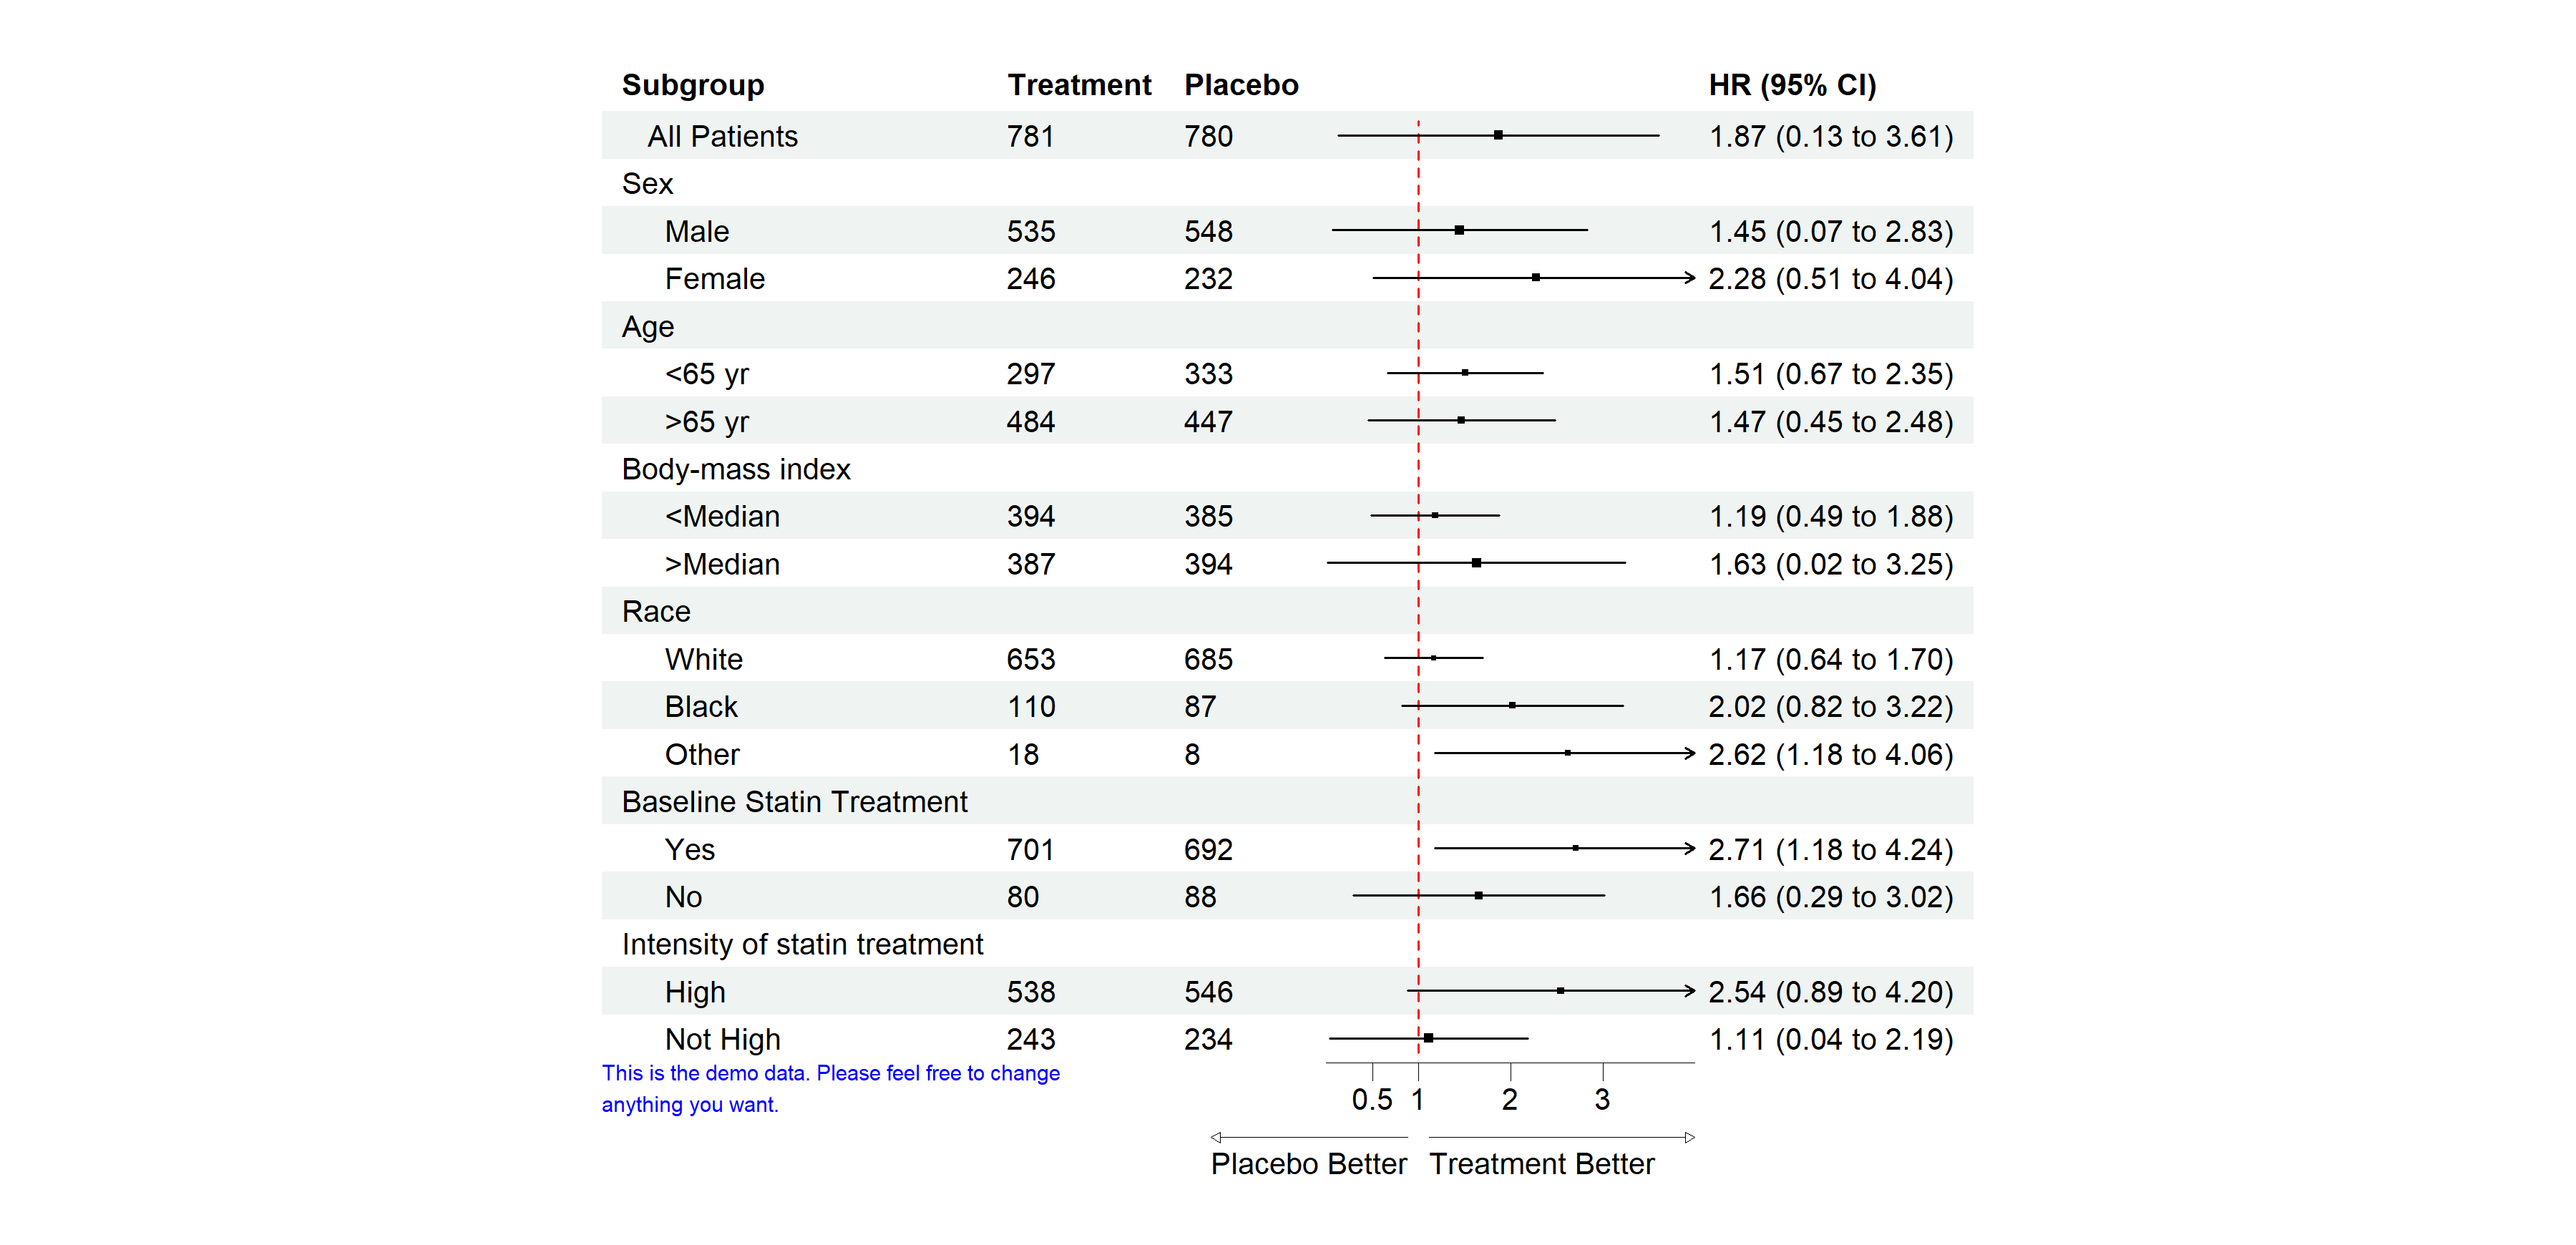 Subgroup Treatment Placebo HR (95% CI)
All Patients 781 780 1.87 (0.13 to 3.61)
Sex
Male 535 548 1.45 (0.07 to 2.83)
Female 246 232 2.28 (0.51 to 4.04)
Age
<65 yr 297 333 1.51 (0.67 to 2.35)
>65 yr 484 447 1.47 (0.45 to 2.48)
Body-mass index
<Median 394 385 1.19 (0.49 to 1.88)
>Median 387 394 1.63 (0.02 to 3.25)
Race
White 653 685 1.17 (0.64 to 1.70)
Black 110 87 2.02 (0.82 to 3.22)
Other 18 8 2.62 (1.18 to 4.06)
Baseline Statin Treatment
Yes 701 692 2.71 (1.18 to 4.24)
No 80 88 1.66 (0.29 to 3.02)
Intensity of statin treatment
High 538 546 2.54 (0.89 to 4.20)
Not High 243 234 1.11 (0.04 to 2.19)
This is the demo data. Please feel free to change
anything you want.
0.5 1 2 3
Placebo Better Treatment Better